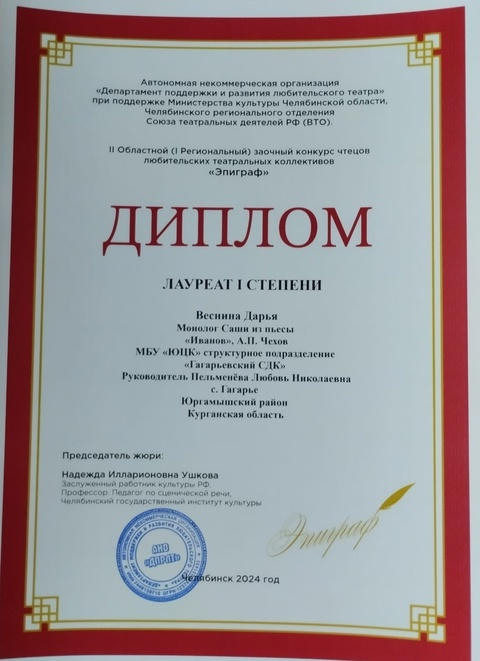 Автономная некоммерческая организация
«Департамент поддержки и развития любительского театра»
при поддержке Министерства культуры Челябинской области,
Челябинского регионального отделения
Союза театральных деятелей РФ (ВТО).
II Областной (I Региональный) заочный конкурс чтецов
любительских театральных коллективов
«Эпиграф»
ДИПЛОМ
ЛАУРЕАТ I СТЕПЕНИ
Веснина Дарья
Монолог Саши из пьесы
«Иванов», А.П. Чехов
МБУ «ЮЦК» структурное подразделение
«Гагарьевский СДК»
Руководитель Пельменёва Любовь Николаевна
с. Гагарье
Юргамышский район
Курганская область
Председатель жюри:
Надежда Илларионовна Ушкова
Заслуженный работник культуры РФ.
Профессор. Педагог по сценической речи,
Челябинский государственный институт культуры
Эпиграф
АНО
«ДПРЛТ»
Челябинск 2024 год